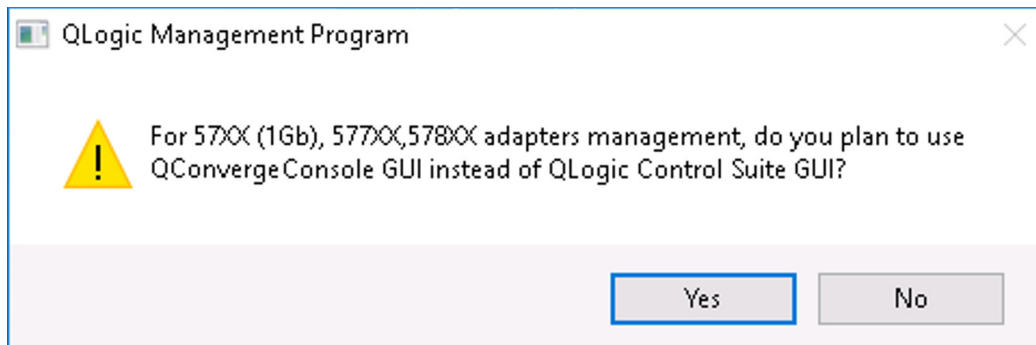 QLogic Management Program
For 57XX (1Gb), 577XX,578XX adapters management, do you plan to use
QConvergeConsole GUI instead of QLogic Control Suite GUI?
Yes
No